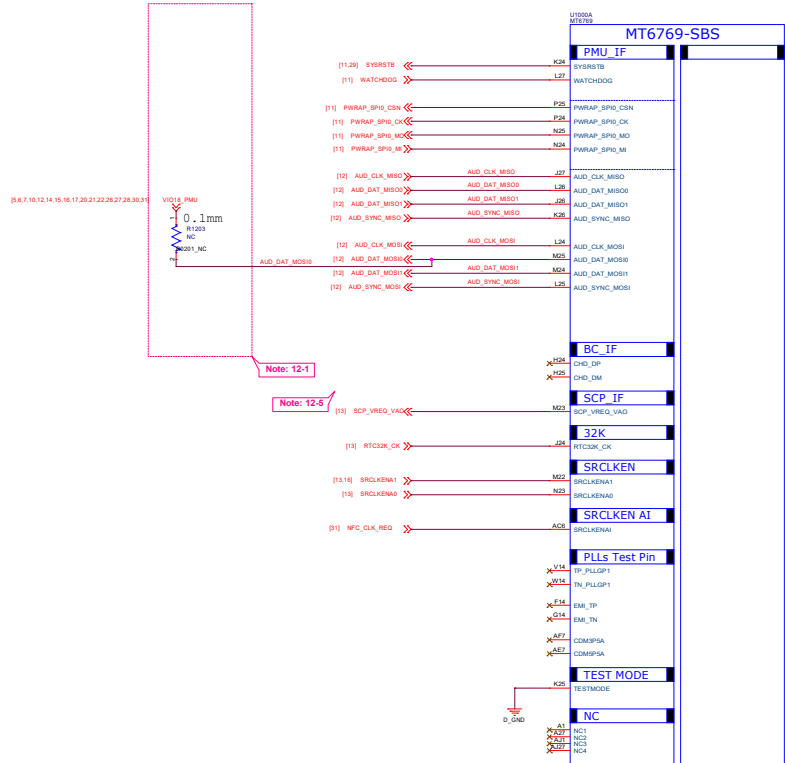 U1000A
MT6769
MT6769-SBS
PMU_IF
[11,29] SYSRSTB K24 SYSRSTB
[11] WATCHDOG L27 WATCHDOG
[11] PWRAP_SPI0_CSN P25 PWRAP_SPI0_CSN
[11] PWRAP_SPI0_CK P24 PWRAP_SPI0_CK
[11] PWRAP_SPI0_MO N25 PWRAP_SPI0_MO
[11] PWRAP_SPI0_MI N24 PWRAP_SPI0_MI
[12] AUD_CLK_MISO AUD_CLK_MISO J27 AUD_CLK_MISO
[12] AUD_DAT_MISO0 AUD_DAT_MISO0 L26 AUD_DAT_MISO0
[12] AUD_DAT_MISO1 AUD_DAT_MISO1 J26 AUD_DAT_MISO1
[12] AUD_SYNC_MISO AUD_SYNC_MISO K26 AUD_SYNC_MISO
[5,6,7,10,12,14,15,16,17,20,21,22,26,27,28,30,31] VIO18_PMU
1
0.1mm
R1203
NC
R0201_NC
2
AUD_DAT_MOSI0
[12] AUD_CLK_MOSI AUD_CLK_MOSI L24 AUD_CLK_MOSI
[12] AUD_DAT_MOSI0 M25 AUD_DAT_MOSI0
[12] AUD_DAT_MOSI1 AUD_DAT_MOSI1 M24 AUD_DAT_MOSI1
[12] AUD_SYNC_MOSI AUD_SYNC_MOSI L25 AUD_SYNC_MOSI
BC_IF
H24 CHD_DP
H25 CHD_DM
Note: 12-1
Note: 12-5
SCP_IF
[13] SCP_VREQ_VAO M23 SCP_VREQ_VAO
32K
[13] RTC32K_CK J24 RTC32K_CK
SRCLKEN
[13,16] SRCLKENA1 M22 SRCLKENA1
[13] SRCLKENA0 N23 SRCLKENA0
SRCLKEN AI
[31] NFC_CLK_REQ AC6 SRCLKENAI
PLLs Test Pin
V14 TP_PLLGP1
W14 TN_PLLGP1
F14 EMI_TP
G14 EMI_TN
AF7 CDM3P5A
AE7 CDM5P5A
TEST MODE
K25 TESTMODE
D_GND
NC
A1 NC1
A27 NC2
AJ1 NC3
AJ27 NC4